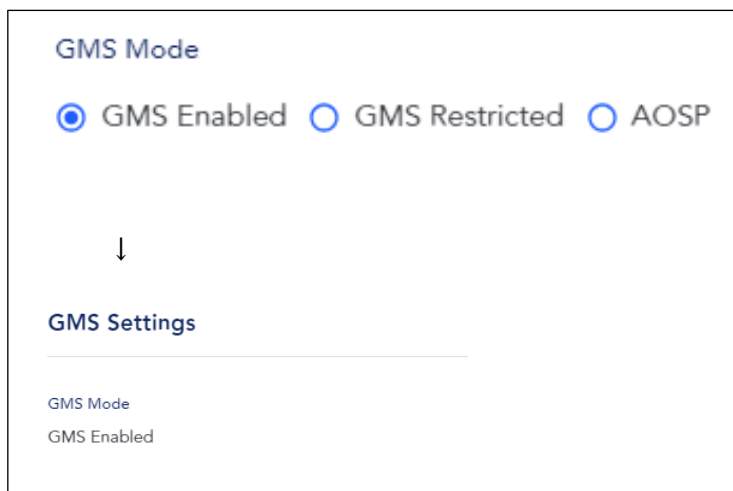 GMS Mode
GMS Enabled GMS Restricted AOSP
↓
GMS Settings
GMS Mode
GMS Enabled